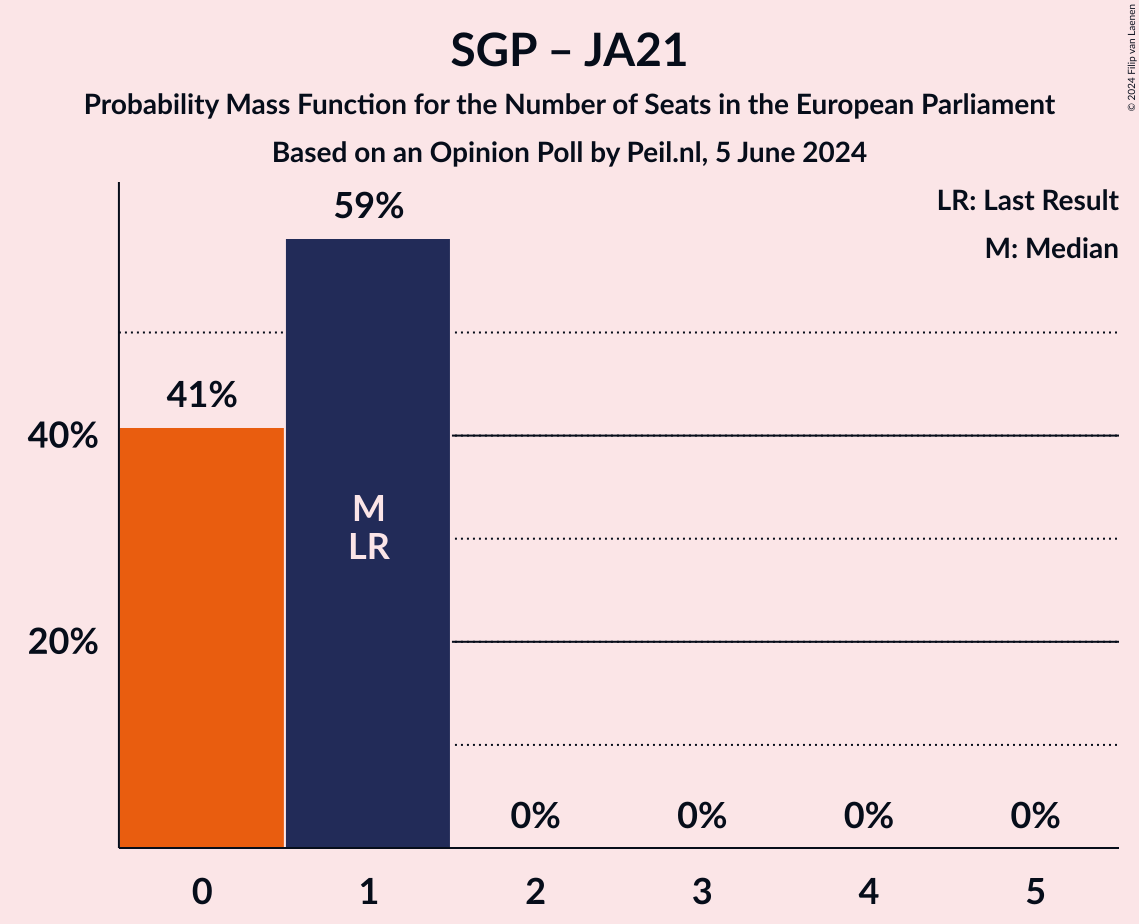 SGP – JA21
Probability Mass Function for the Number of Seats in the European Parliament
Based on an Opinion Poll by Peil.nl, 5 June 2024
© 2024 Filip van Laenen
LR: Last Result
M: Median
59%
41%
40%
20%
M
LR
0%
0%
0%
0%
0
1
2
3
4
5